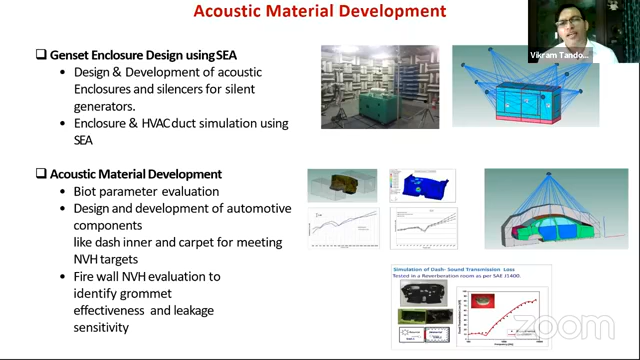 Acoustic Material Development
Vikram Tando...
❑ Genset Enclosure Design using SEA
• Design & Development of acoustic
Enclosures and silencers for silent
generators.
• Enclosure & HVAC duct simulation using
SEA
❑ Acoustic Material Development
• Biot parameter evaluation
• Design and development of automotive
components
like dash inner and carpet for meeting
NVH targets
• Fire wall NVH evaluation to
identify grommet
effectiveness and leakage
sensitivity
Simulation of Dash- Sound Transmission Loss
Tested in a Reverberation room as per SAE J1400.
zoom